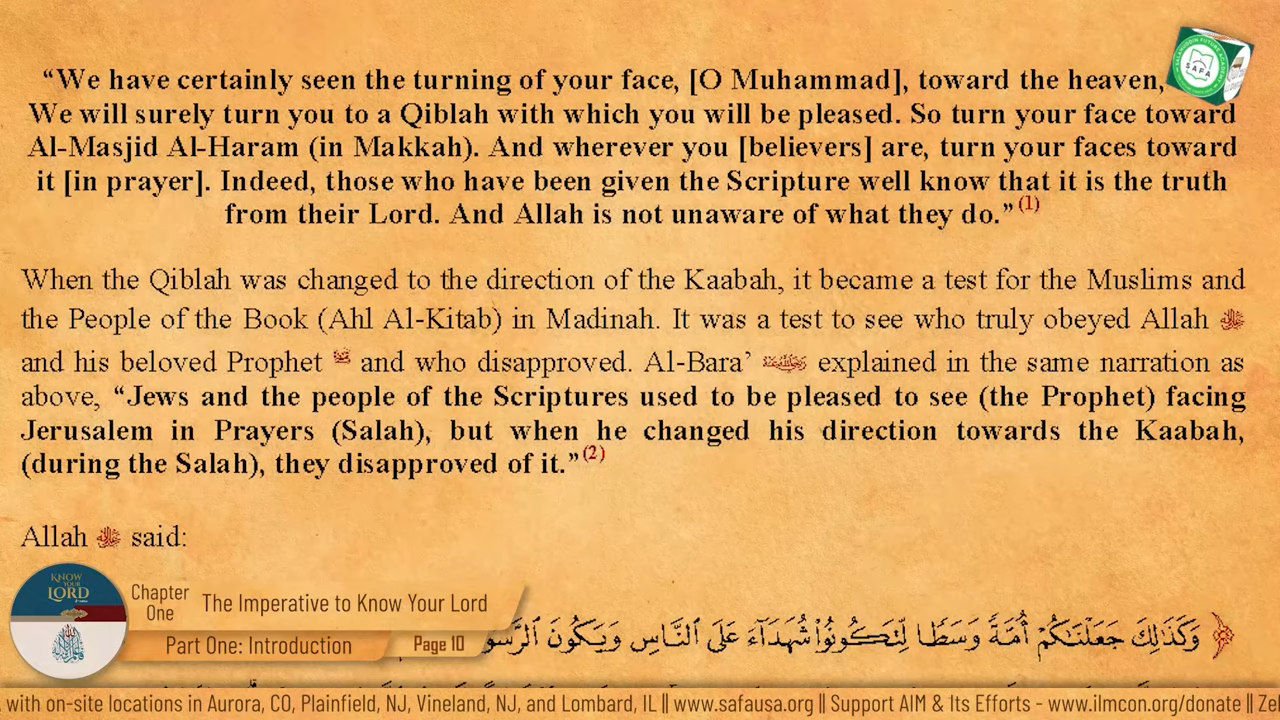 “We have certainly seen the turning of your face, [O Muhammad], toward the heaven,
We will surely turn you to a Qiblah with which you will be pleased. So turn your face toward
Al-Masjid Al-Haram (in Makkah). And wherever you [believers] are, turn your faces toward
it [in prayer]. Indeed, those who have been given the Scripture well know that it is the truth
from their Lord. And Allah is not unaware of what they do.” (1)
When the Qiblah was changed to the direction of the Kaabah, it became a test for the Muslims and
the People of the Book (Ahl Al-Kitab) in Madinah. It was a test to see who truly obeyed Allah ﷻ
and his beloved Prophet ﷺ and who disapproved. Al-Bara’ explained in the same narration as
above, “Jews and the people of the Scriptures used to be pleased to see (the Prophet) facing
Jerusalem in Prayers (Salah), but when he changed his direction towards the Kaabah,
(during the Salah), they disapproved of it.” (2)
Allah ﷻ said:
﴿ وَكَذَٰلِكَ جَعَلْنَٰكُمْ أُمَّةً وَسَطًا لِّتَكُونُوا۟ شُهَدَآءَ عَلَى ٱلنَّاسِ وَيَكُونَ
KNOW
YOUR
LORD
Chapter
One
The Imperative to Know Your Lord
Part One: Introduction
Page 10
SAFA
with on-site locations in Aurora, CO, Plainfield, NJ, Vineland, NJ, and Lombard, IL || www.safausa.org || Support AIM & Its Efforts - www.ilmcon.org/donate ||